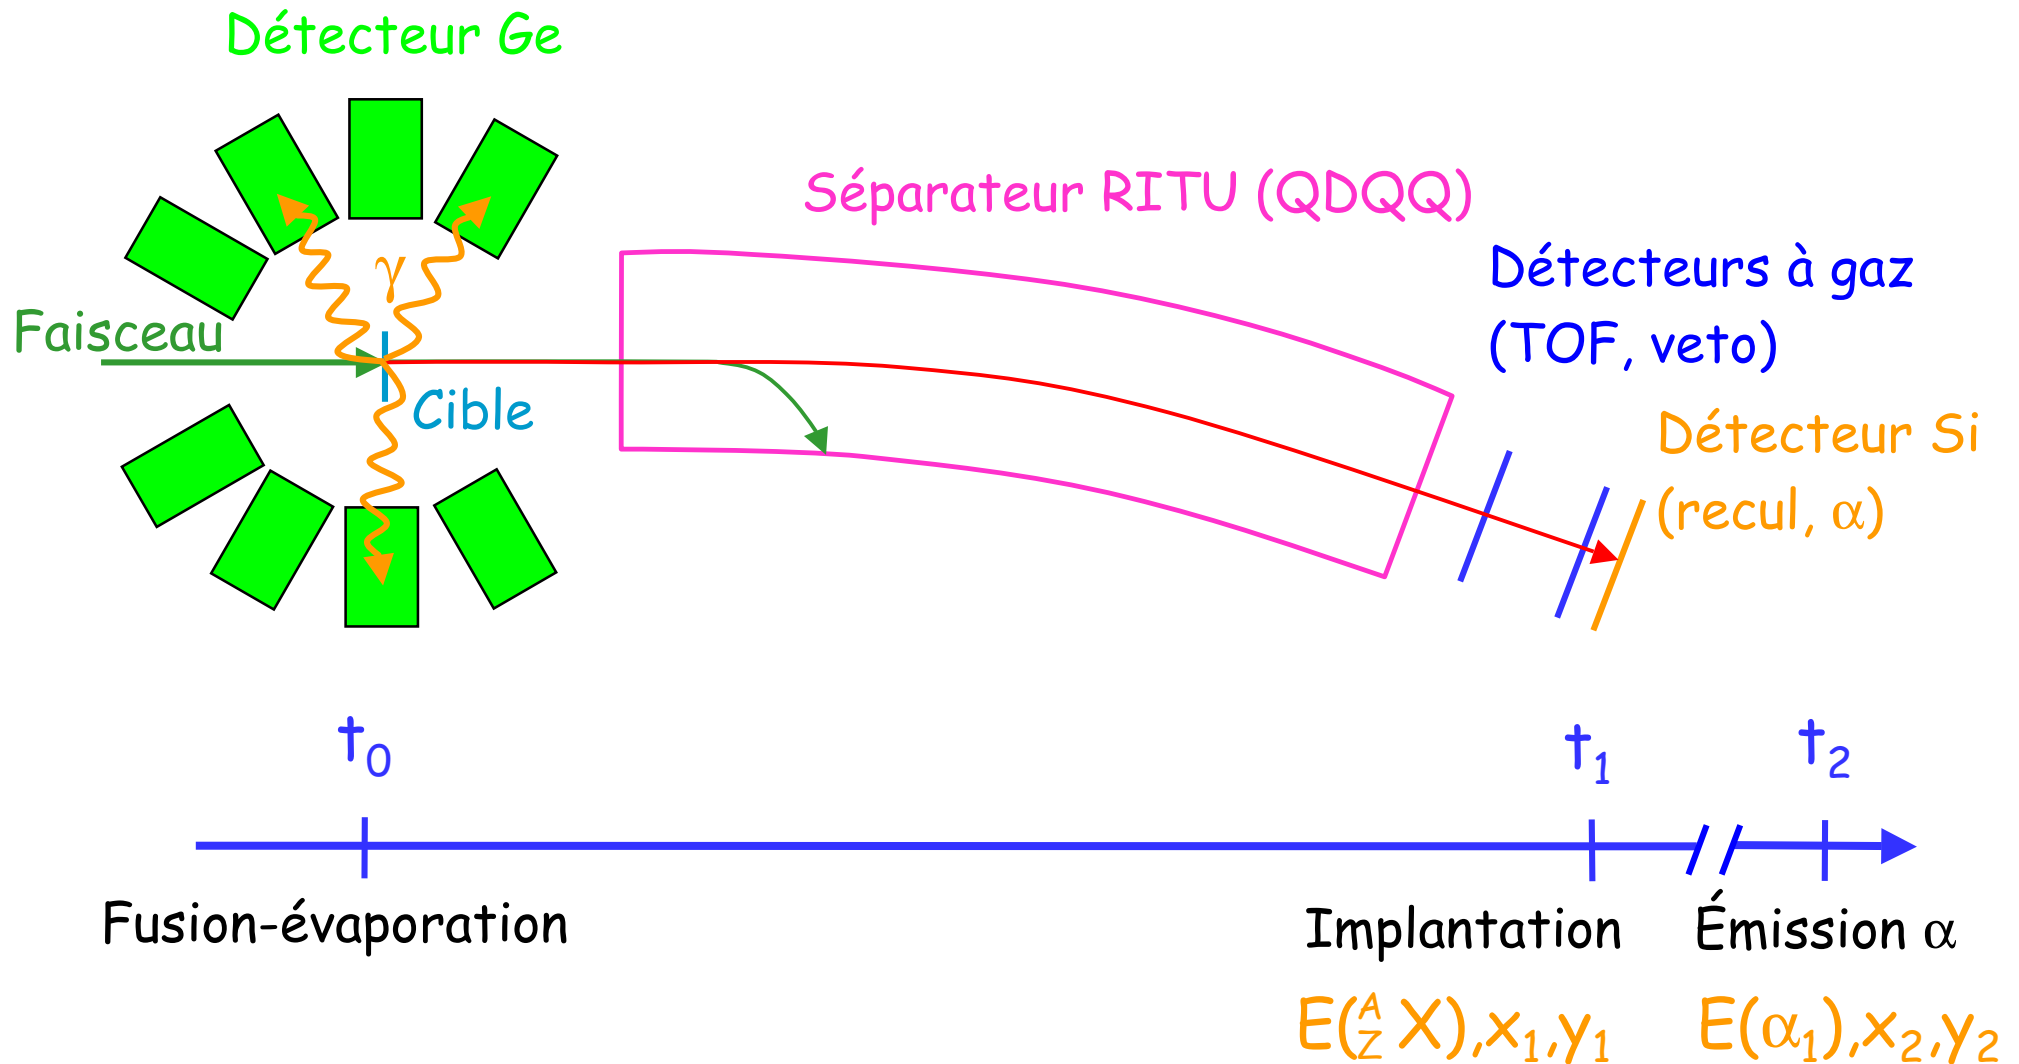 Détecteur Ge
Séparateur RITU (QDQQ)
Détecteurs à gaz
(TOF, veto)
γ
Faisceau
Cible
Détecteur Si
(recul, α)
t0
t1
t2
Fusion-évaporation
Implantation
Émission α
E(A/Z X),x1,y1
E(α1),x2,y2